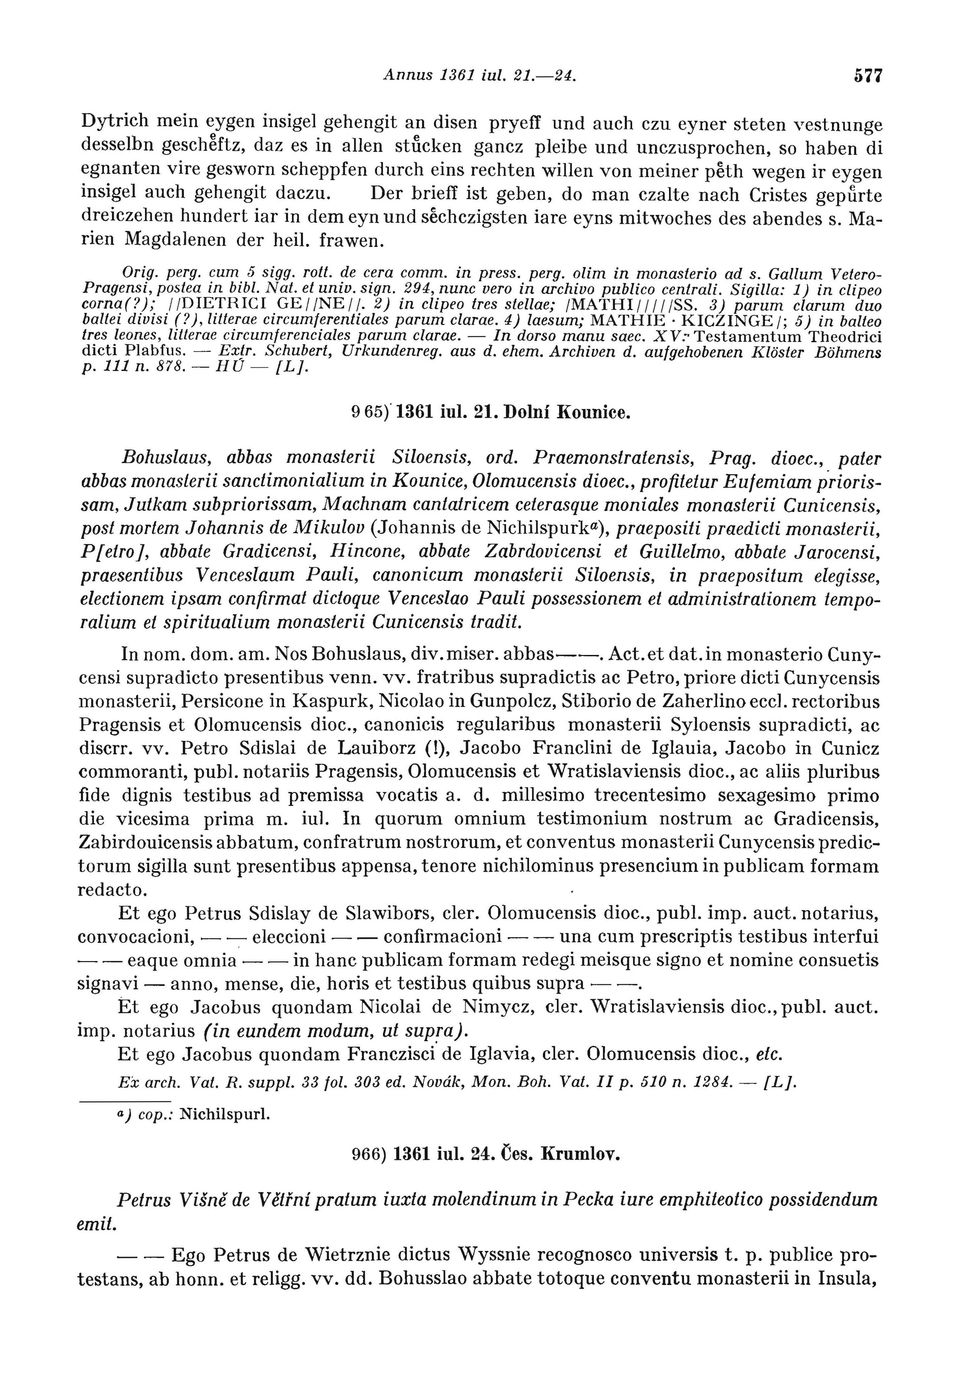 Annus 1361 iul. 21.—24. 577
Dytrich mein eygen insigel gehengit an disen pryeff und auch czu eyner steten vestnunge
desselbn geschêftz, daz es in allen stůcken gancz pleibe und unczusprochen, so haben di
egnanten vire gesworn scheppfen durch eins rechten willen von meiner pêth wegen ir eygen
insigel auch gehengit daczu. Der brieff ist geben, do man czalte nach Cristes gepůrte
dreiczehen hundert iar in dem eyn und sêchczigsten iare eyns mitwoches des abendes s. Ma-
rien Magdalenen der heil. frawen.
Orig. perg. cum 5 sigg. rott. de cera comm. in press. perg. olim in monasterio ad s. Gallum Vetero-
Pragensi, postea in bibl. Nat. et univ. sign. 294, nunc vero in archivo publico centrali. Sigilla: 1) in clipeo
corna(?); //DIETRICI GE//NE//. 2) in clipeo tres stellae; /MATHI/////SS. 3) parum clarum duo
baltei divisi (?), litterae circumferentiales parum clarae. 4) laesum; MATHIE · KICZINGE/; 5) in balteo
tres leones, litterae circumferenciales parum clarae. — In dorso manu saec. XV: Testamentum Theodrici
dicti Plabfus. — Extr. Schubert, Urkundenreg. aus d. ehem. Archiven d. aufgehobenen Klöster Böhmens
p. 111 n. 878. — HÚ — [L].
965) 1361 iul. 21. Dolní Kounice.
Bohuslaus, abbas monasterii Siloensis, ord. Praemonstratensis, Prag. dioec., pater
abbas monasterii sanctimonialium in Kounice, Olomucensis dioec., profitetur Eufemiam prioris-
sam, Jutkam subpriorissam, Machnam cantatricem ceterasque moniales monasterii Cunicensis,
post mortem Johannis de Mikulov (Johannis de Nichilspurkᵃ), praepositi praedicti monasterii,
P[etro], abbate Gradicensi, Hincone, abbate Zabrdovicensi et Guillelmo, abbate Jarocensi,
praesentibus Venceslaum Pauli, canonicum monasterii Siloensis, in praepositum elegisse,
electionem ipsam confirmat dictoque Venceslao Pauli possessionem et administrationem tempo-
ralium et spiritualium monasterii Cunicensis tradit.
In nom. dom. am. Nos Bohuslaus, div. miser. abbas — —. Act. et dat. in monasterio Cuny-
censi supradicto presentibus venn. vv. fratribus supradictis ac Petro, priore dicti Cunycensis
monasterii, Persicone in Kaspurk, Nicolao in Gunpolcz, Stiborio de Zaherlino eccl. rectoribus
Pragensis et Olomucensis dioc., canonicis regularibus monasterii Syloensis supradicti, ac
discrr. vv. Petro Sdislai de Lauiborz (!), Jacobo Franclini de Iglauia, Jacobo in Cunicz
commoranti, publ. notariis Pragensis, Olomucensis et Wratislaviensis dioc., ac aliis pluribus
fide dignis testibus ad premissa vocatis a. d. millesimo trecentesimo sexagesimo primo
die vicesima prima m. iul. In quorum omnium testimonium nostrum ac Gradicensis,
Zabirdouicensis abbatum, confratrum nostrorum, et conventus monasterii Cunycensis predic-
torum sigilla sunt presentibus appensa, tenore nichilominus presencium in publicam formam
redacto.
Et ego Petrus Sdislay de Slawibors, cler. Olomucensis dioc., publ. imp. auct. notarius,
convocacioni, — — eleccioni — — confirmacioni — — una cum prescriptis testibus interfui
— — eaque omnia — — in hanc publicam formam redegi meisque signo et nomine consuetis
signavi — anno, mense, die, horis et testibus quibus supra — —.
Et ego Jacobus quondam Nicolai de Nimycz, cler. Wratislaviensis dioc., publ. auct.
imp. notarius (in eundem modum, ut supra).
Et ego Jacobus quondam Franczisci de Iglavia, cler. Olomucensis dioc., etc.
Ex arch. Vat. R. suppl. 33 fol. 303 ed. Novák, Mon. Boh. Vat. II p. 510 n. 1284. — [L].
a) cop.: Nichilspurl.
966) 1361 iul. 24. Čes. Krumlov.
Petrus Višně de Větřní pratum iuxta molendinum in Pecka iure emphiteotico possidendum
emit.
— — Ego Petrus de Wietrznie dictus Wyssnie recognosco universis t. p. publice pro-
testans, ab honn. et religg. vv. dd. Bohusslao abbate totoque conventu monasterii in Insula,